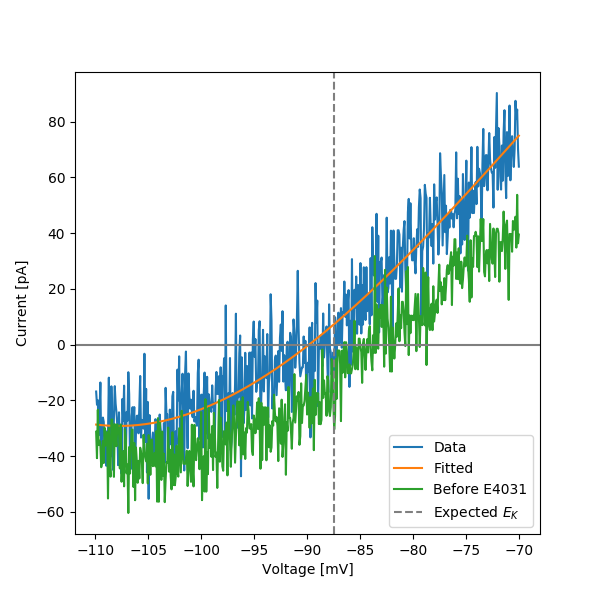 Current [pA]
80
60
40
20
0
−20
−40
−60
Data
Fitted
Before E4031
Expected E_K
−110 −105 −100 −95 −90 −85 −80 −75 −70
Voltage [mV]